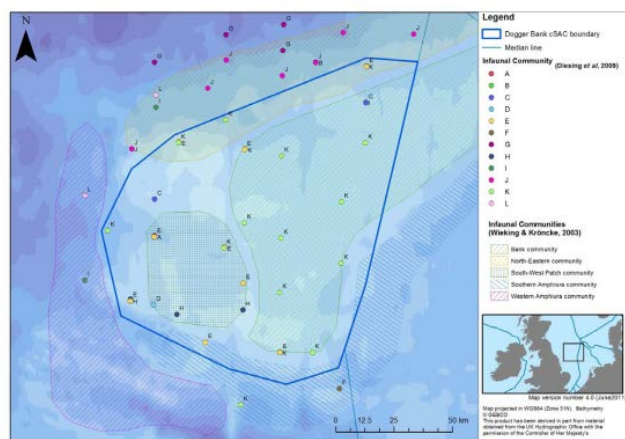 N
G
G
G
J
J
J
J
J
B
E
K
L
I
J
C
I
K
K
E
J
J
E
K
K
K
L
C
K
K
K
K
E
A
K
E
K
K
I
E
K
E
H
D
H
H
E
E
K
K
F
K
0
12.5
25
50 km
Legend
Dogger Bank cSAC boundary
Median line
Infaunal Community
(Diesing et al, 2009)
A
B
C
D
E
F
G
H
I
J
K
L
Infaunal Communities
(Wieking & Kröncke, 2003)
Bank community
North-Eastern community
South-West Patch community
Southern Amphiura community
Western Amphiura community
Map version number 4.0 (June2011)
Map projected in WGS84 (Zone 31N). Bathymetry
© GEBCO
This product has been derived in part from material
obtained from the UK Hydrographic Office with the
permission of the Controller of Her Majesty's